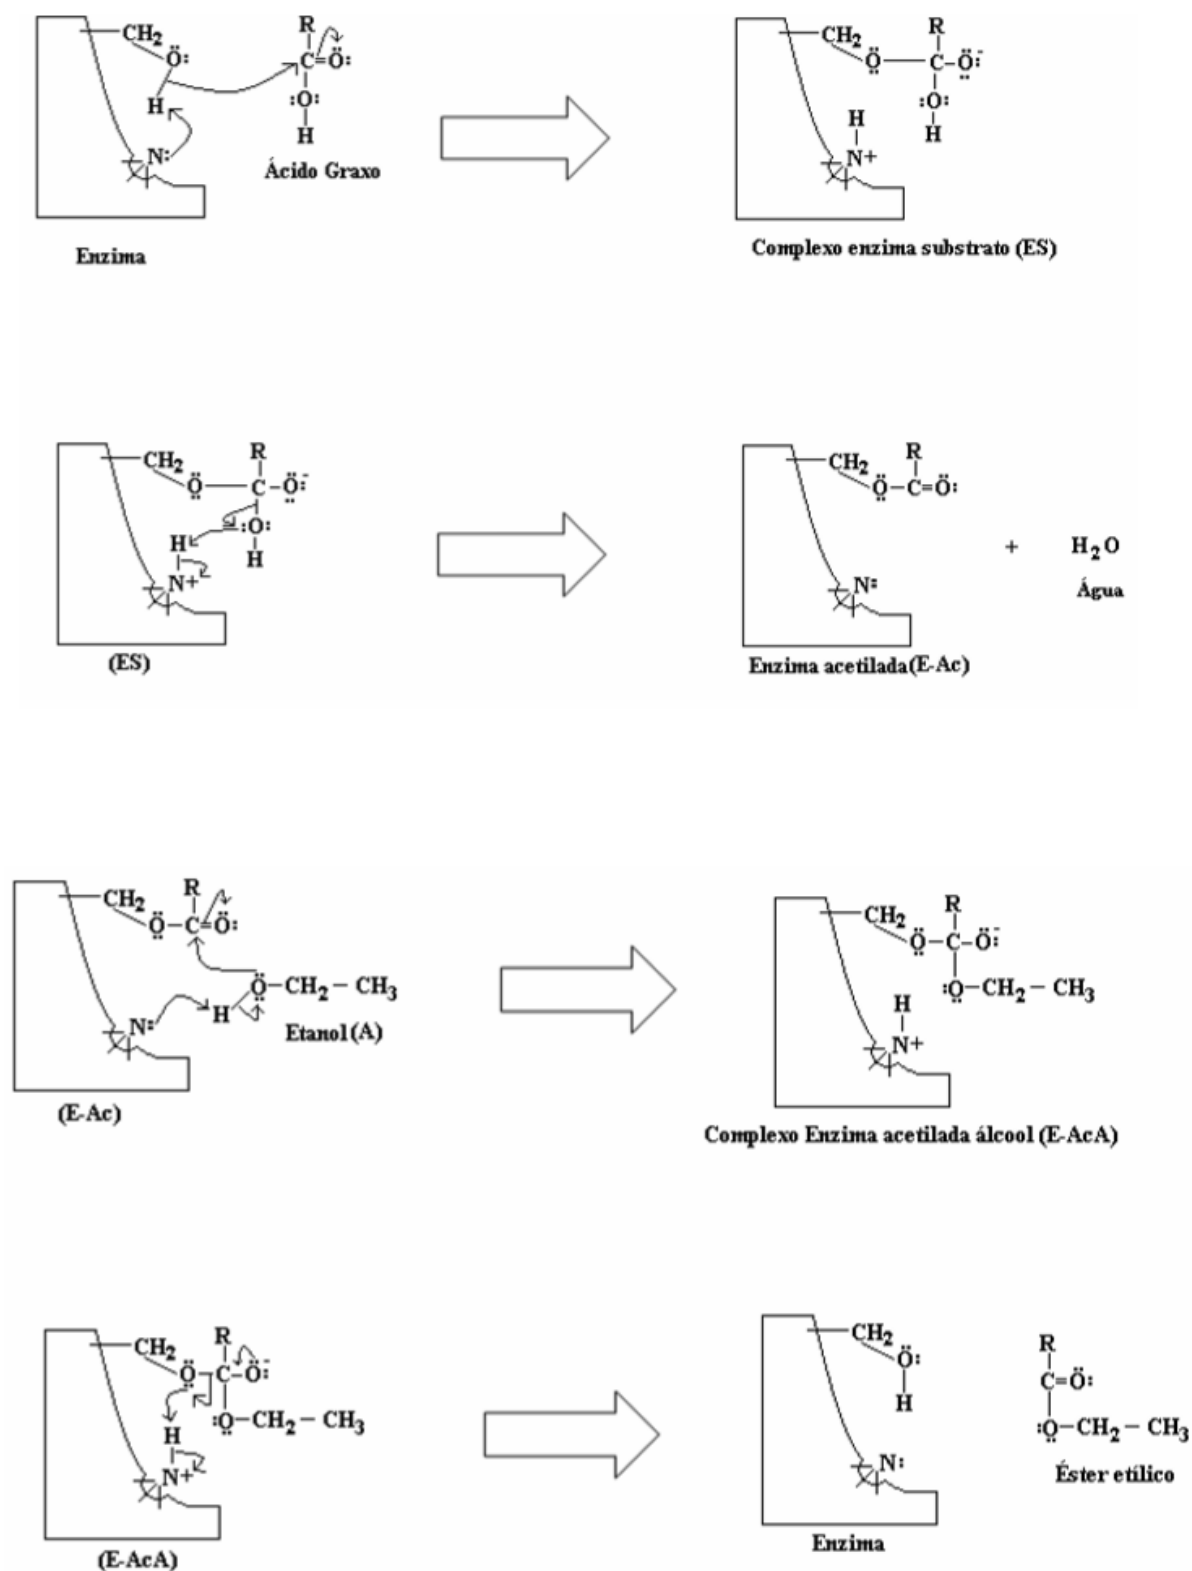 CH2 R CH2 R
Ö: C=Ö: Ö C-Ö:-
H :O: H :O:
H H
N: N+
Ácido Graxo
Enzima Complexo enzima substrato (ES)
R R
CH2 CH2
Ö C-Ö:- Ö-C=Ö:
H :O: + H2O
H
N+ N: Água
(ES) Enzima acetilada(E-Ac)
R R
CH2 CH2
Ö-C=Ö: Ö-C-Ö:-
Ö-CH2-CH3 :O-CH2-CH3
H H
N: Etanol(A) N+
(E-Ac)
Complexo Enzima acetilada álcool (E-AcA)
R CH2 R
CH2 Ö:
Ö-C-Ö:- H C=Ö:
:O-CH2-CH3 :O-CH2-CH3
H
N+ N: Éster etílico
(E-AcA) Enzima